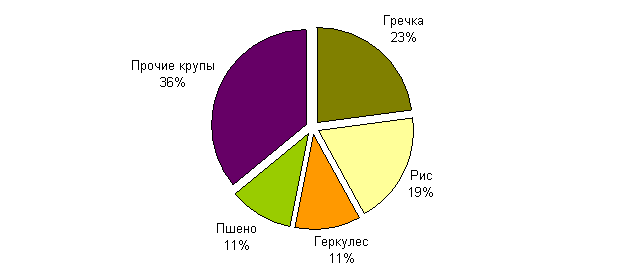 Гречка
23%
Прочие крупы
36%
Рис
19%
Пшено
11%
Геркулес
11%